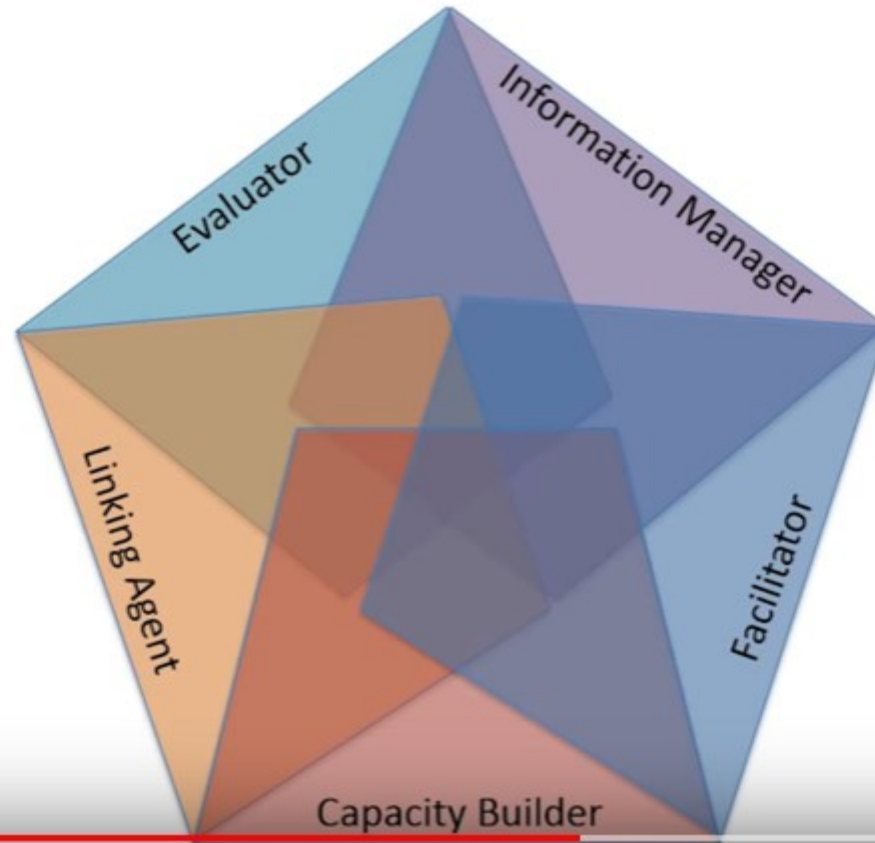 Evaluator
Information Manager
Linking Agent
Facilitator
Capacity Builder